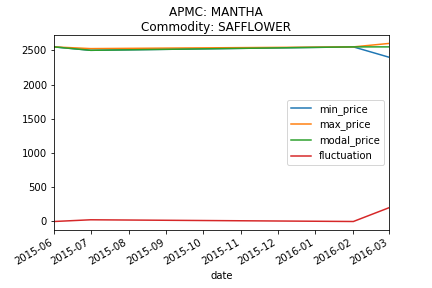 APMC: MANTHA
Commodity: SAFFLOWER
2500
2000
1500
1000
500
0
min_price
max_price
modal_price
fluctuation
2015-06
2015-07
2015-08
2015-09
2015-10
2015-11
2015-12
2016-01
2016-02
2016-03
date